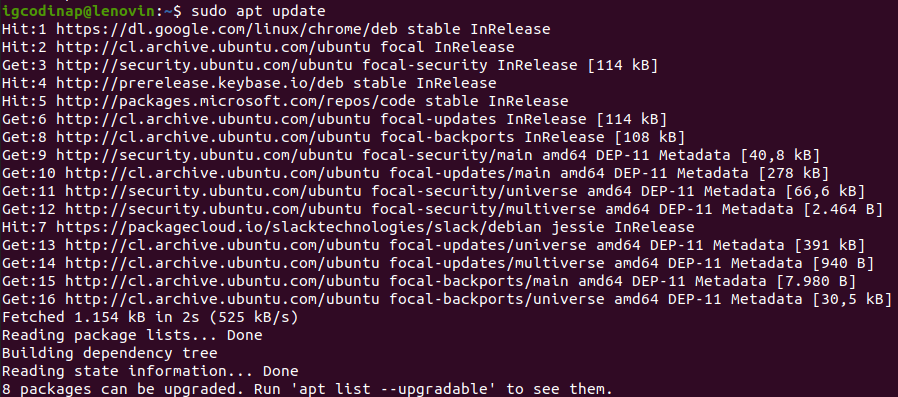 igcodinap@lenovin:~$ sudo apt update
Hit:1 https://dl.google.com/linux/chrome/deb stable InRelease
Hit:2 http://cl.archive.ubuntu.com/ubuntu focal InRelease
Get:3 http://security.ubuntu.com/ubuntu focal-security InRelease [114 kB]
Hit:4 http://prerelease.keybase.io/deb stable InRelease
Hit:5 http://packages.microsoft.com/repos/code stable InRelease
Get:6 http://cl.archive.ubuntu.com/ubuntu focal-updates InRelease [114 kB]
Get:8 http://cl.archive.ubuntu.com/ubuntu focal-backports InRelease [108 kB]
Get:9 http://security.ubuntu.com/ubuntu focal-security/main amd64 DEP-11 Metadata [40,8 kB]
Get:10 http://cl.archive.ubuntu.com/ubuntu focal-updates/main amd64 DEP-11 Metadata [278 kB]
Get:11 http://security.ubuntu.com/ubuntu focal-security/universe amd64 DEP-11 Metadata [66,6 kB]
Get:12 http://security.ubuntu.com/ubuntu focal-security/multiverse amd64 DEP-11 Metadata [2.464 B]
Hit:7 https://packagecloud.io/slacktechnologies/slack/debian jessie InRelease
Get:13 http://cl.archive.ubuntu.com/ubuntu focal-updates/universe amd64 DEP-11 Metadata [391 kB]
Get:14 http://cl.archive.ubuntu.com/ubuntu focal-updates/multiverse amd64 DEP-11 Metadata [940 B]
Get:15 http://cl.archive.ubuntu.com/ubuntu focal-backports/main amd64 DEP-11 Metadata [7.980 B]
Get:16 http://cl.archive.ubuntu.com/ubuntu focal-backports/universe amd64 DEP-11 Metadata [30,5 kB]
Fetched 1.154 kB in 2s (525 kB/s)
Reading package lists... Done
Building dependency tree
Reading state information... Done
8 packages can be upgraded. Run 'apt list --upgradable' to see them.